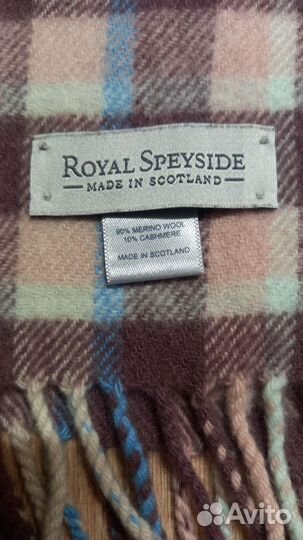 ROYAL SPEYSIDE
MADE IN SCOTLAND
90% MERINO WOOL
10% CASHMERE
MADE IN SCOTLAND
Avito